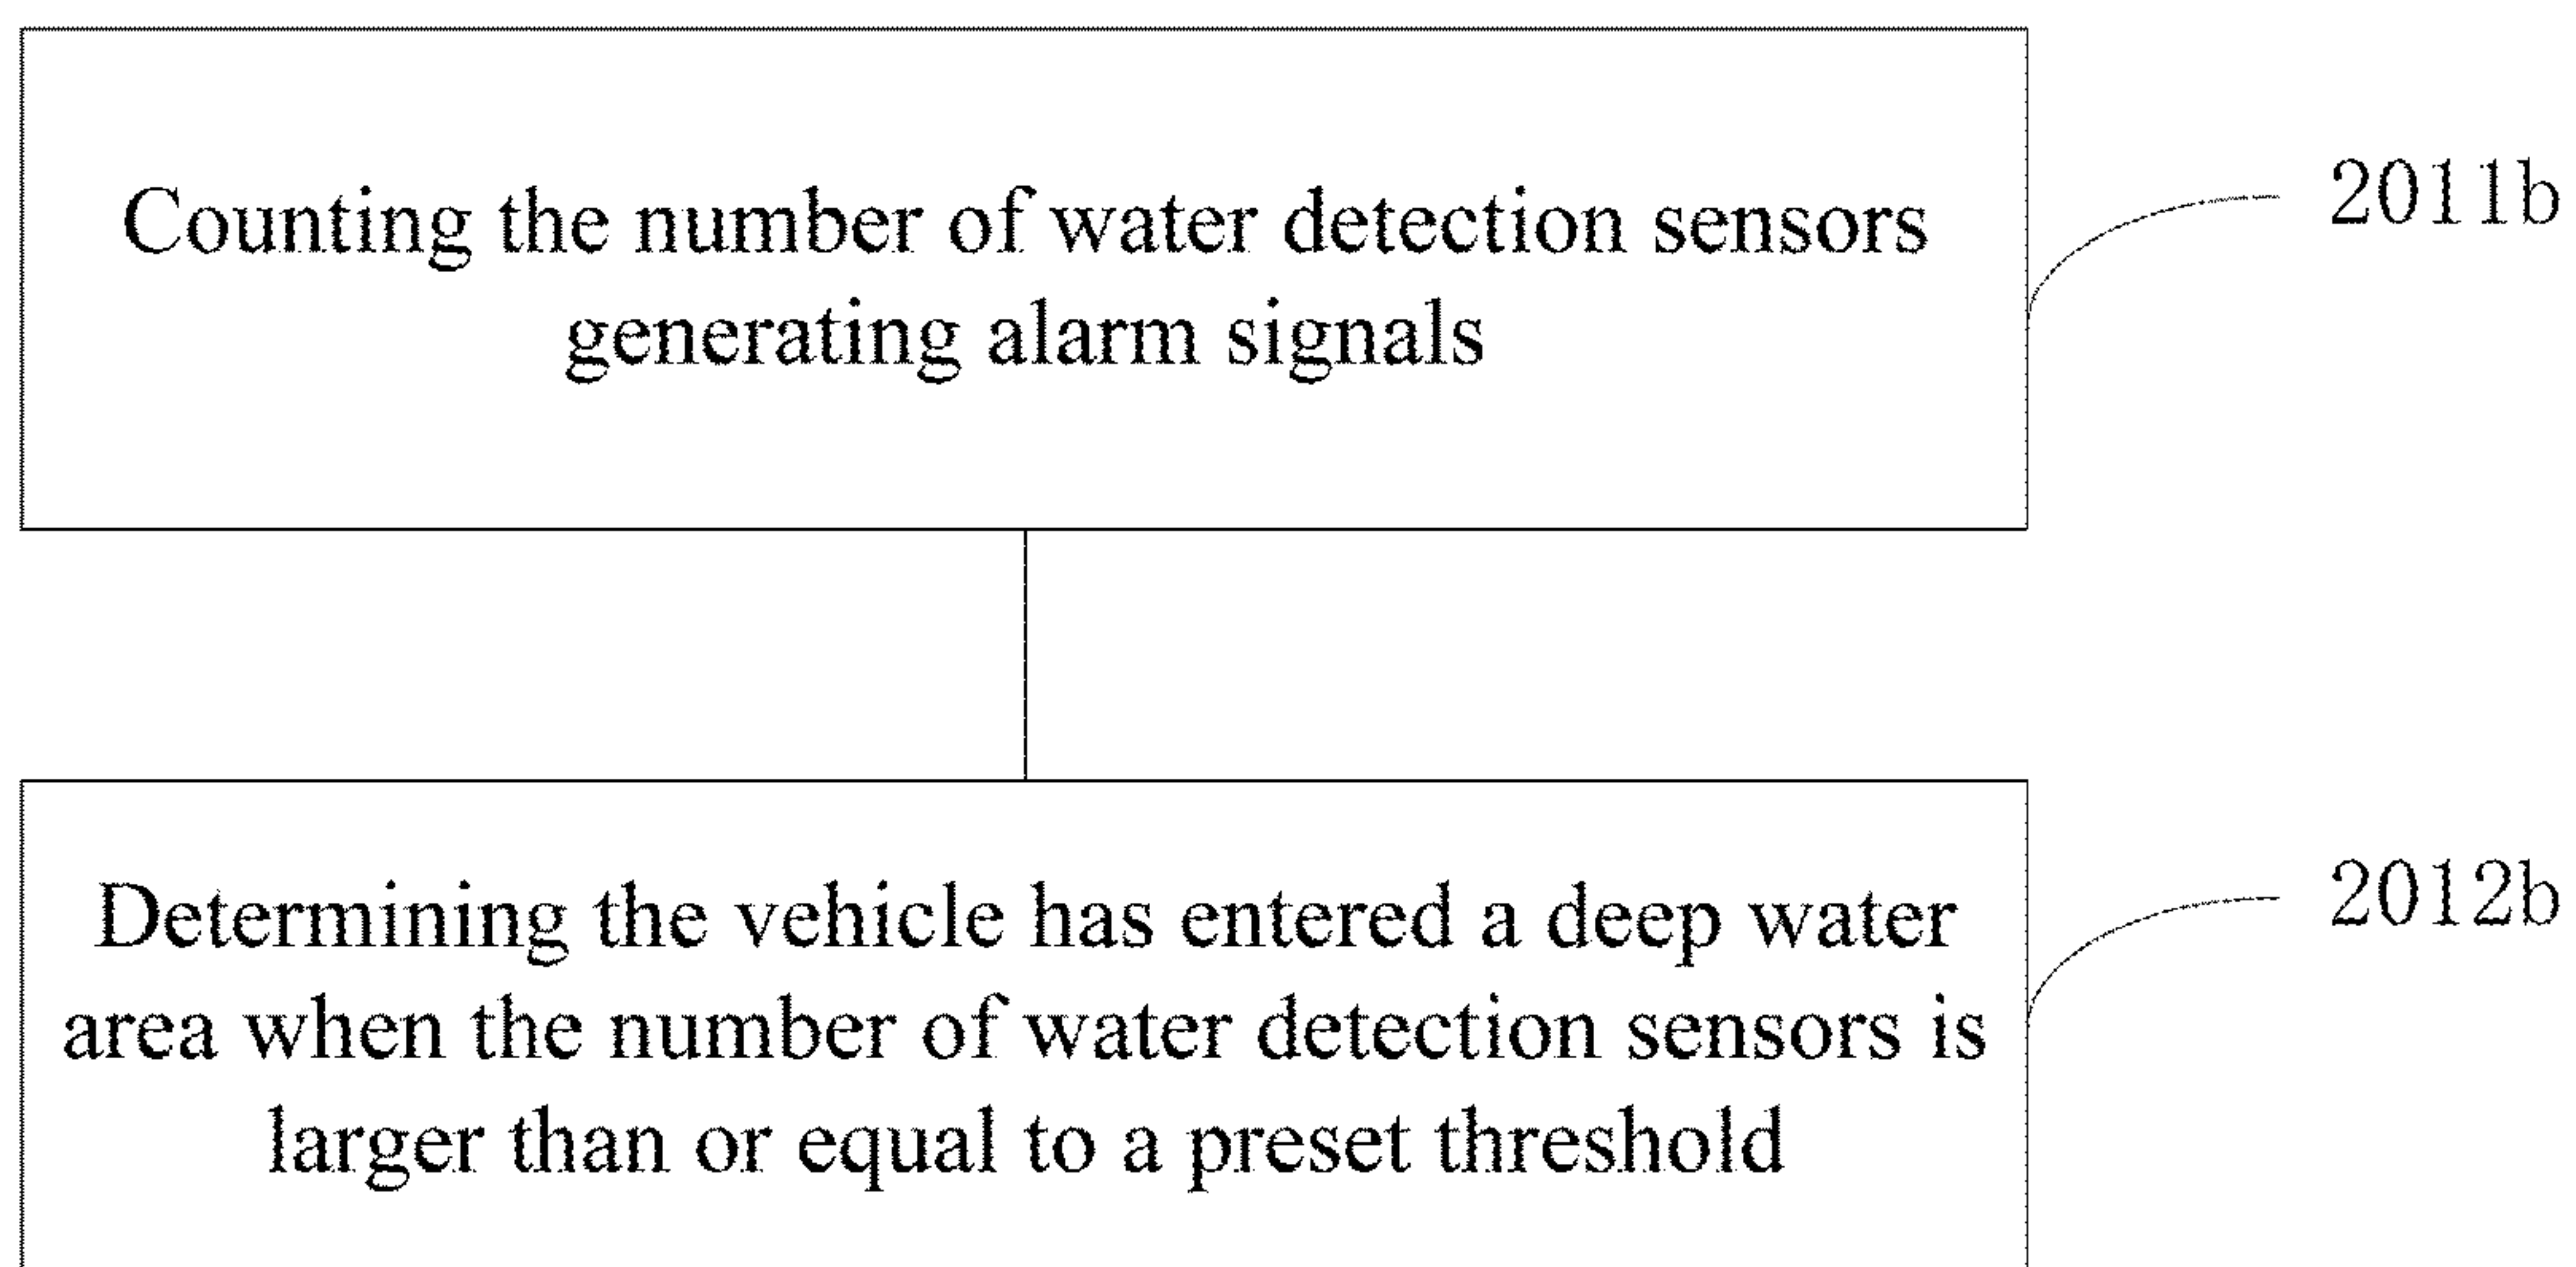 Counting the number of water detection sensors
generating alarm signals
2011b
Determining the vehicle has entered a deep water
area when the number of water detection sensors is
larger than or equal to a preset threshold
2012b